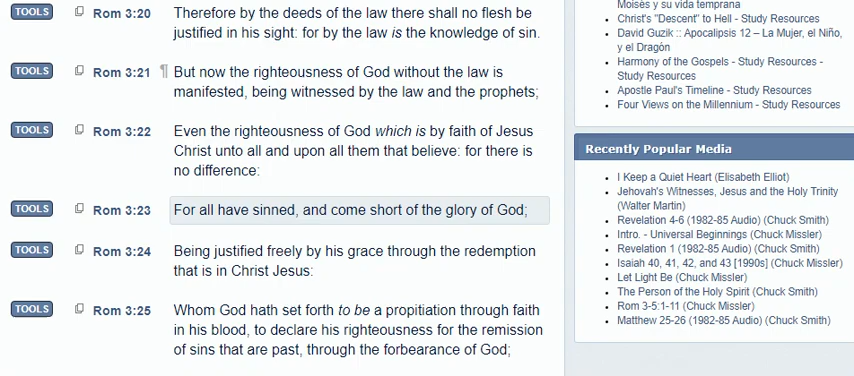 TOOLS Rom 3:20 Therefore by the deeds of the law there shall no flesh be
justified in his sight: for by the law is the knowledge of sin.
TOOLS Rom 3:21 ¶ But now the righteousness of God without the law is
manifested, being witnessed by the law and the prophets;
TOOLS Rom 3:22 Even the righteousness of God which is by faith of Jesus
Christ unto all and upon all them that believe: for there is
no difference:
TOOLS Rom 3:23 For all have sinned, and come short of the glory of God;
TOOLS Rom 3:24 Being justified freely by his grace through the redemption
that is in Christ Jesus:
TOOLS Rom 3:25 Whom God hath set forth to be a propitiation through faith
in his blood, to declare his righteousness for the remission
of sins that are past, through the forbearance of God;
Moisés y su vida temprana
Christ's "Descent" to Hell - Study Resources
David Guzik :: Apocalipsis 12 – La Mujer, el Niño,
y el Dragón
Harmony of the Gospels - Study Resources -
Study Resources
Apostle Paul's Timeline - Study Resources
Four Views on the Millennium - Study Resources
Recently Popular Media
I Keep a Quiet Heart (Elisabeth Elliot)
Jehovah's Witnesses, Jesus and the Holy Trinity
(Walter Martin)
Revelation 4-6 (1982-85 Audio) (Chuck Smith)
Intro. - Universal Beginnings (Chuck Missler)
Revelation 1 (1982-85 Audio) (Chuck Smith)
Isaiah 40, 41, 42, and 43 [1990s] (Chuck Missler)
Let Light Be (Chuck Missler)
The Person of the Holy Spirit (Chuck Smith)
Rom 3-5:1-11 (Chuck Missler)
Matthew 25-26 (1982-85 Audio) (Chuck Smith)